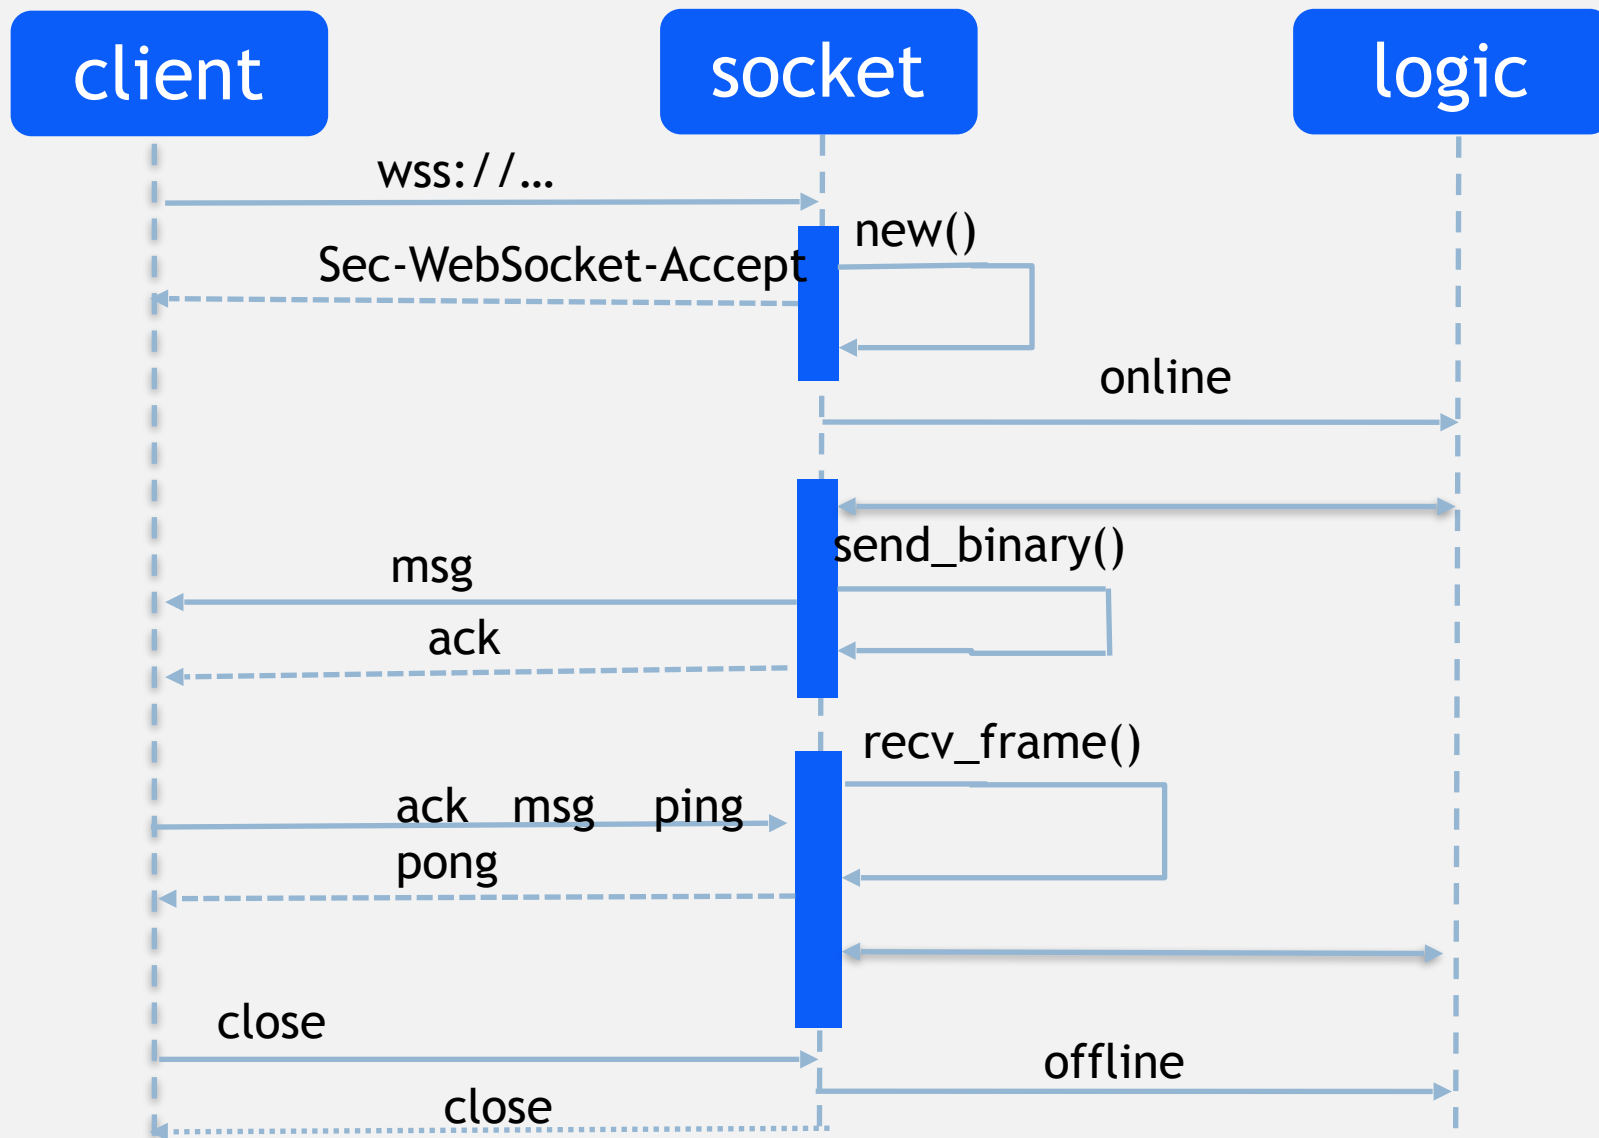 client
socket
logic
wss://…
new()
Sec-WebSocket-Accept
online
send_binary()
msg
ack
recv_frame()
ack msg ping
pong
close
offline
close